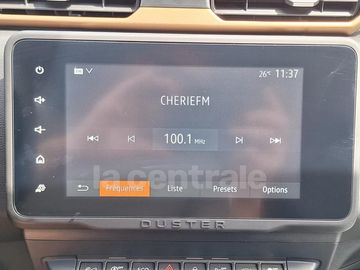 26°C 11:37
CHERIEFM
100.1 MHz
la centrale
Fréquences Liste Presets Options
DUSTER